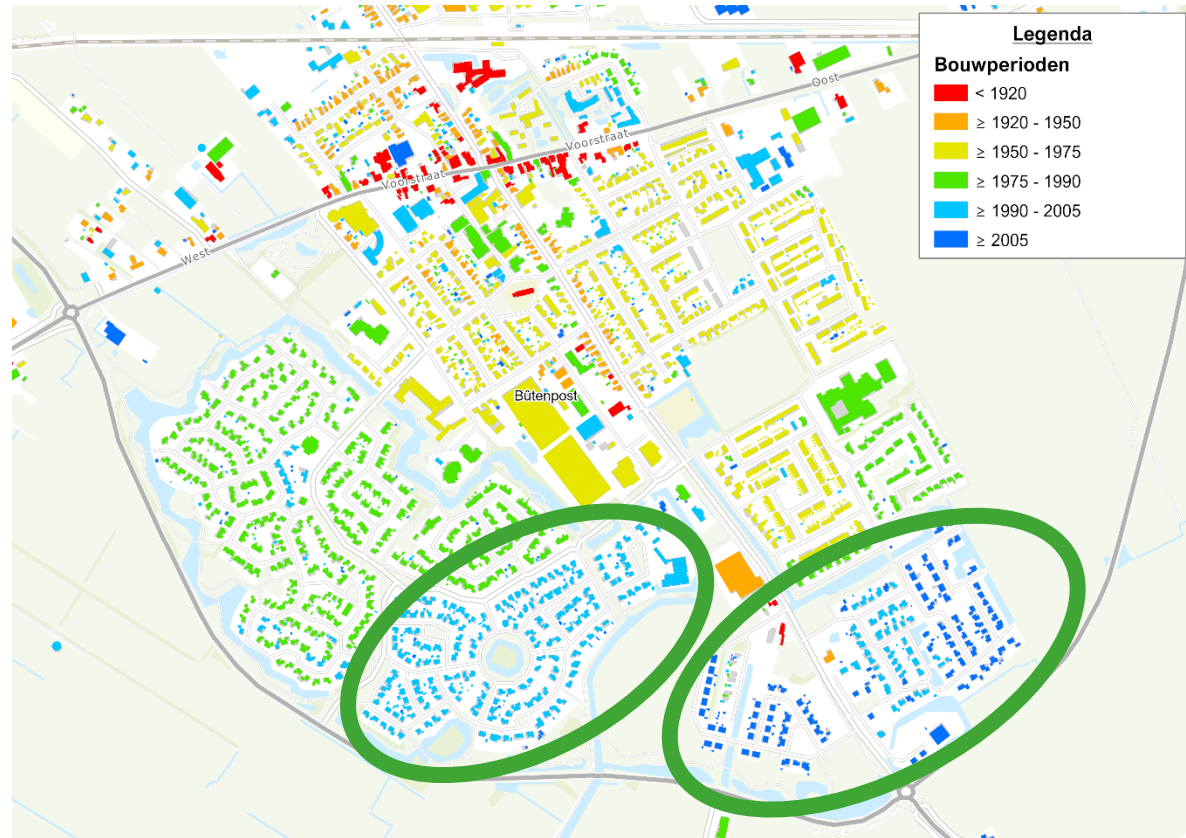 Legenda
Bouwperioden
< 1920
≥ 1920 - 1950
≥ 1950 - 1975
≥ 1975 - 1990
≥ 1990 - 2005
≥ 2005
Oost
Voorstraat
Voorstraat
West
Bûtenpost